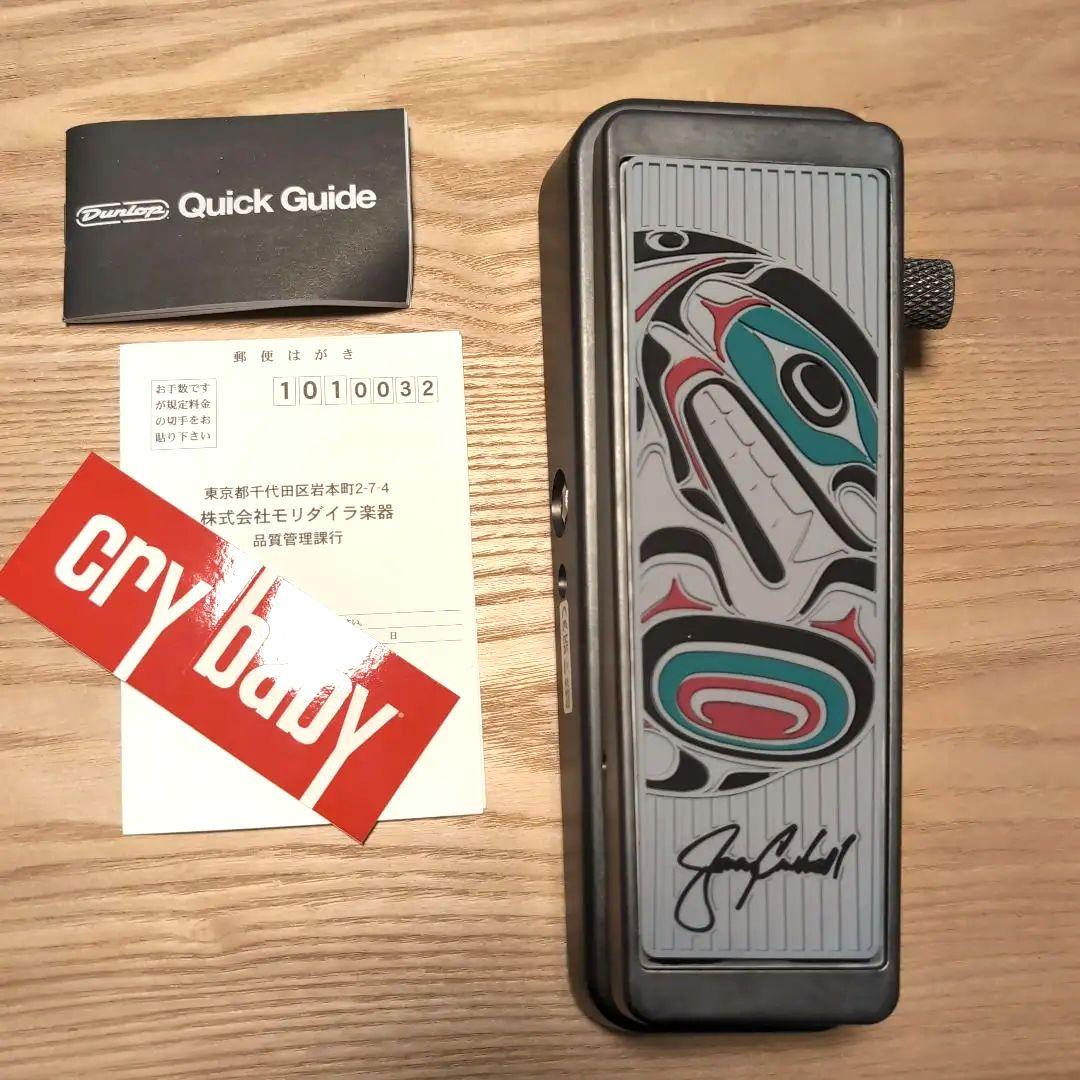 Dunlop Quick Guide
郵便はがき
お手数です
が規定料金
の切手をお
貼り下さい
1010032
東京都千代田区岩本町2-7-4
株式会社モリダイラ楽器
品質管理課行
日
cry baby
Jerry Cantrell